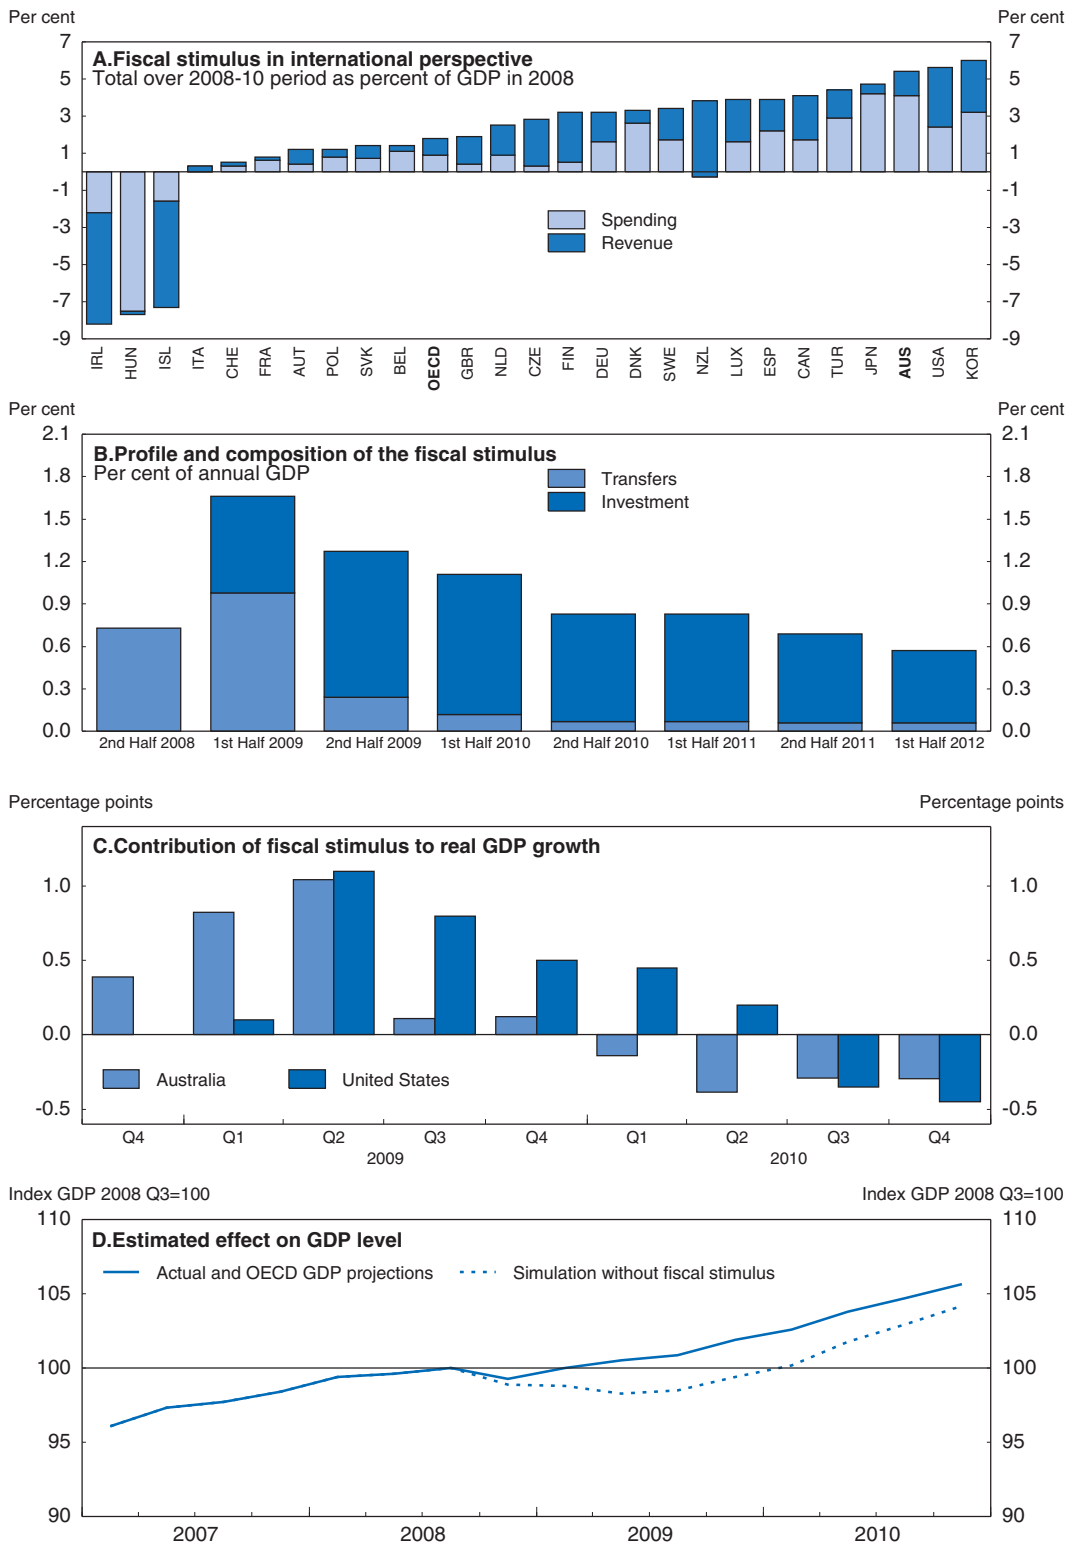 Per cent Per cent
7 7
A.Fiscal stimulus in international perspective
Total over 2008-10 period as percent of GDP in 2008
5 5
3 3
1 1
-1 -1
Spending
-3 -3
Revenue
-5 -5
-7 -7
-9 -9
IRL HUN ISL ITA CHE FRA AUT POL SVK BEL OECD GBR NLD CZE FIN DEU DNK SWE NZL LUX ESP CAN TUR JPN AUS USA KOR
Per cent Per cent
2.1 2.1
B.Profile and composition of the fiscal stimulus
Per cent of annual GDP
1.8 Transfers 1.8
Investment
1.5 1.5
1.2 1.2
0.9 0.9
0.6 0.6
0.3 0.3
0.0 0.0
2nd Half 2008 1st Half 2009 2nd Half 2009 1st Half 2010 2nd Half 2010 1st Half 2011 2nd Half 2011 1st Half 2012
Percentage points Percentage points
C.Contribution of fiscal stimulus to real GDP growth
1.0 1.0
0.5 0.5
0.0 0.0
Australia United States
-0.5 -0.5
Q4 Q1 Q2 Q3 Q4 Q1 Q2 Q3 Q4
2009 2010
Index GDP 2008 Q3=100 Index GDP 2008 Q3=100
110 110
D.Estimated effect on GDP level
Actual and OECD GDP projections Simulation without fiscal stimulus
105 105
100 100
95 95
90 90
2007 2008 2009 2010